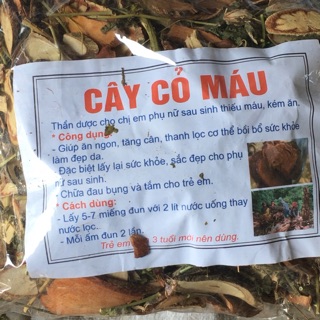 CÂY CỎ MÁU
Thần dược cho chị em phụ nữ sau sinh thiếu máu, kém ăn.
* Công dụng
- Giúp ăn ngon, tăng cân, thanh lọc cơ thể bồi bổ sức khỏe
làm đẹp da.
- Đặc biệt lấy lại sức khỏe, sắc đẹp cho phụ
nữ sau sinh.
- Chữa đau bụng và tắm cho trẻ em.
* Cách dùng:
- Lấy 5-7 miếng đun với 2 lit nước uống thay
nước lọc.
- Mỗi ấm đun 2 lần.
Trẻ em 3 tuổi mới nên dùng.